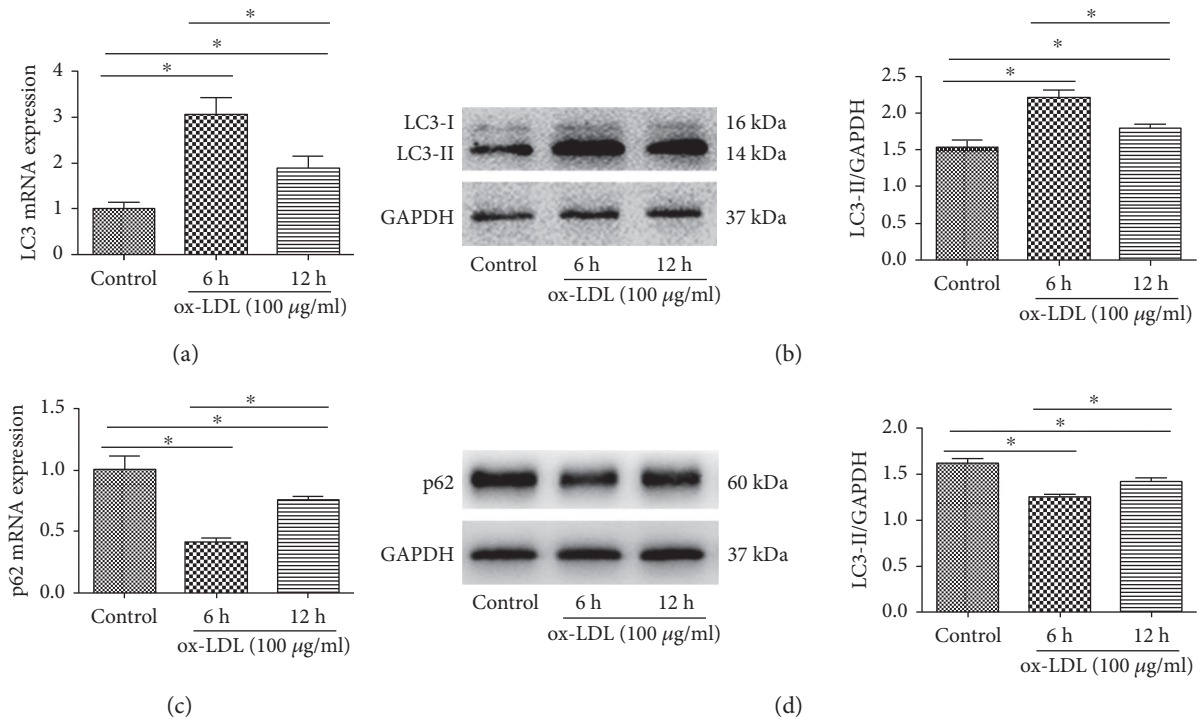 *
*
*
LC3 mRNA expression
4
3
2
1
0
Control
6 h
12 h
ox-LDL (100 μg/ml)
(a)
LC3-I
LC3-II
GAPDH
16 kDa
14 kDa
37 kDa
Control
6 h
12 h
ox-LDL (100 μg/ml)
*
*
*
LC3-II/GAPDH
2.5
2.0
1.5
1.0
0.5
0.0
Control
6 h
12 h
ox-LDL (100 μg/ml)
(b)
*
*
*
p62 mRNA expression
1.5
1.0
0.5
0.0
Control
6 h
12 h
ox-LDL (100 μg/ml)
(c)
p62
GAPDH
60 kDa
37 kDa
Control
6 h
12 h
ox-LDL (100 μg/ml)
*
*
*
LC3-II/GAPDH
2.0
1.5
1.0
0.5
0.0
Control
6 h
12 h
ox-LDL (100 μg/ml)
(d)